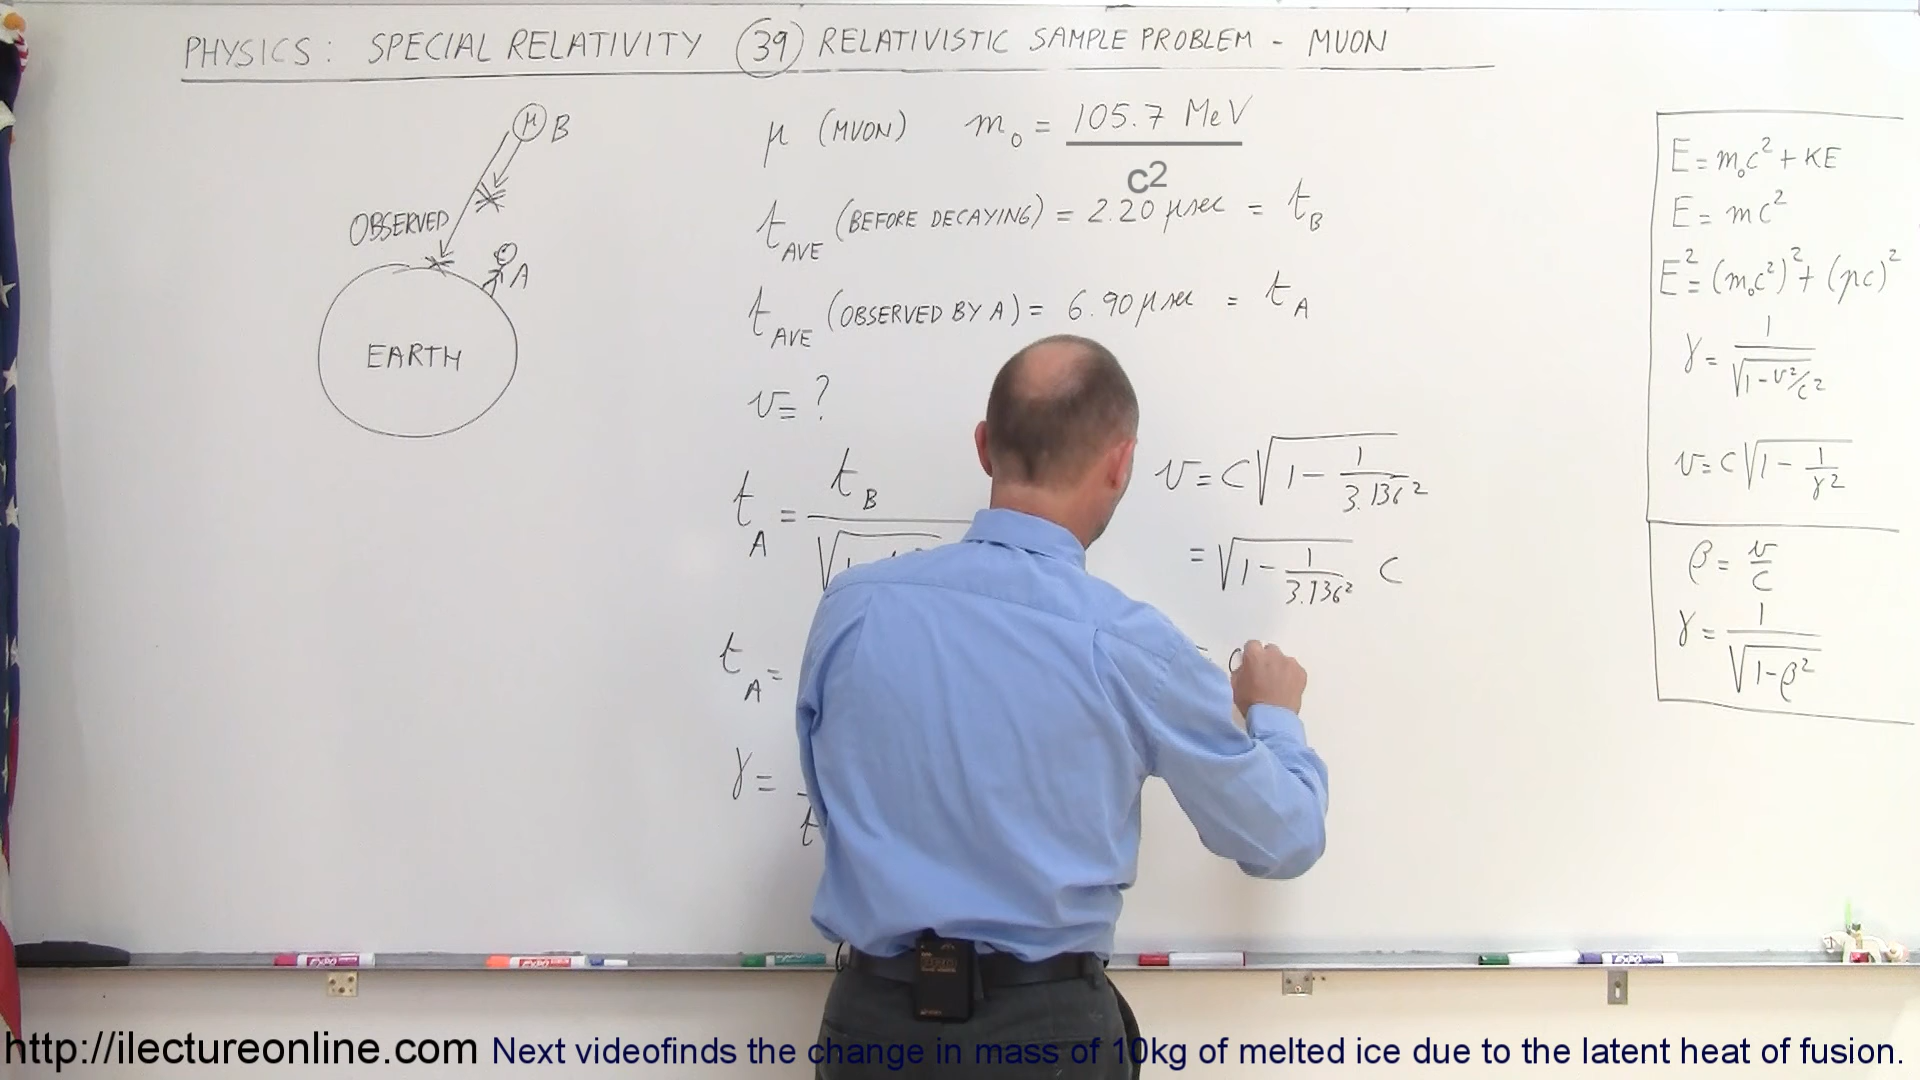 PHYSICS: SPECIAL RELATIVITY 39 RELATIVISTIC SAMPLE PROBLEM - MUON
μ B
OBSERVED
A
EARTH
μ (MUON) m₀ = 105.7 MeV / c²
t_AVE (BEFORE DECAYING) = 2.20 μsec = t_B
t_AVE (OBSERVED BY A) = 6.90 μsec = t_A
v = ?
t_A = t_B / √1-
t_A =
γ =
t
v = c √1 - 1/3.136²
= √1 - 1/3.136² c
E = m₀c² + KE
E = mc²
E² = (m₀c²)² + (pc)²
γ = 1/√1-v²/c²
v = c √1 - 1/γ²
β = v/c
γ = 1/√1-β²
http://ilectureonline.com Next videofinds the change in mass of 10kg of melted ice due to the latent heat of fusion.